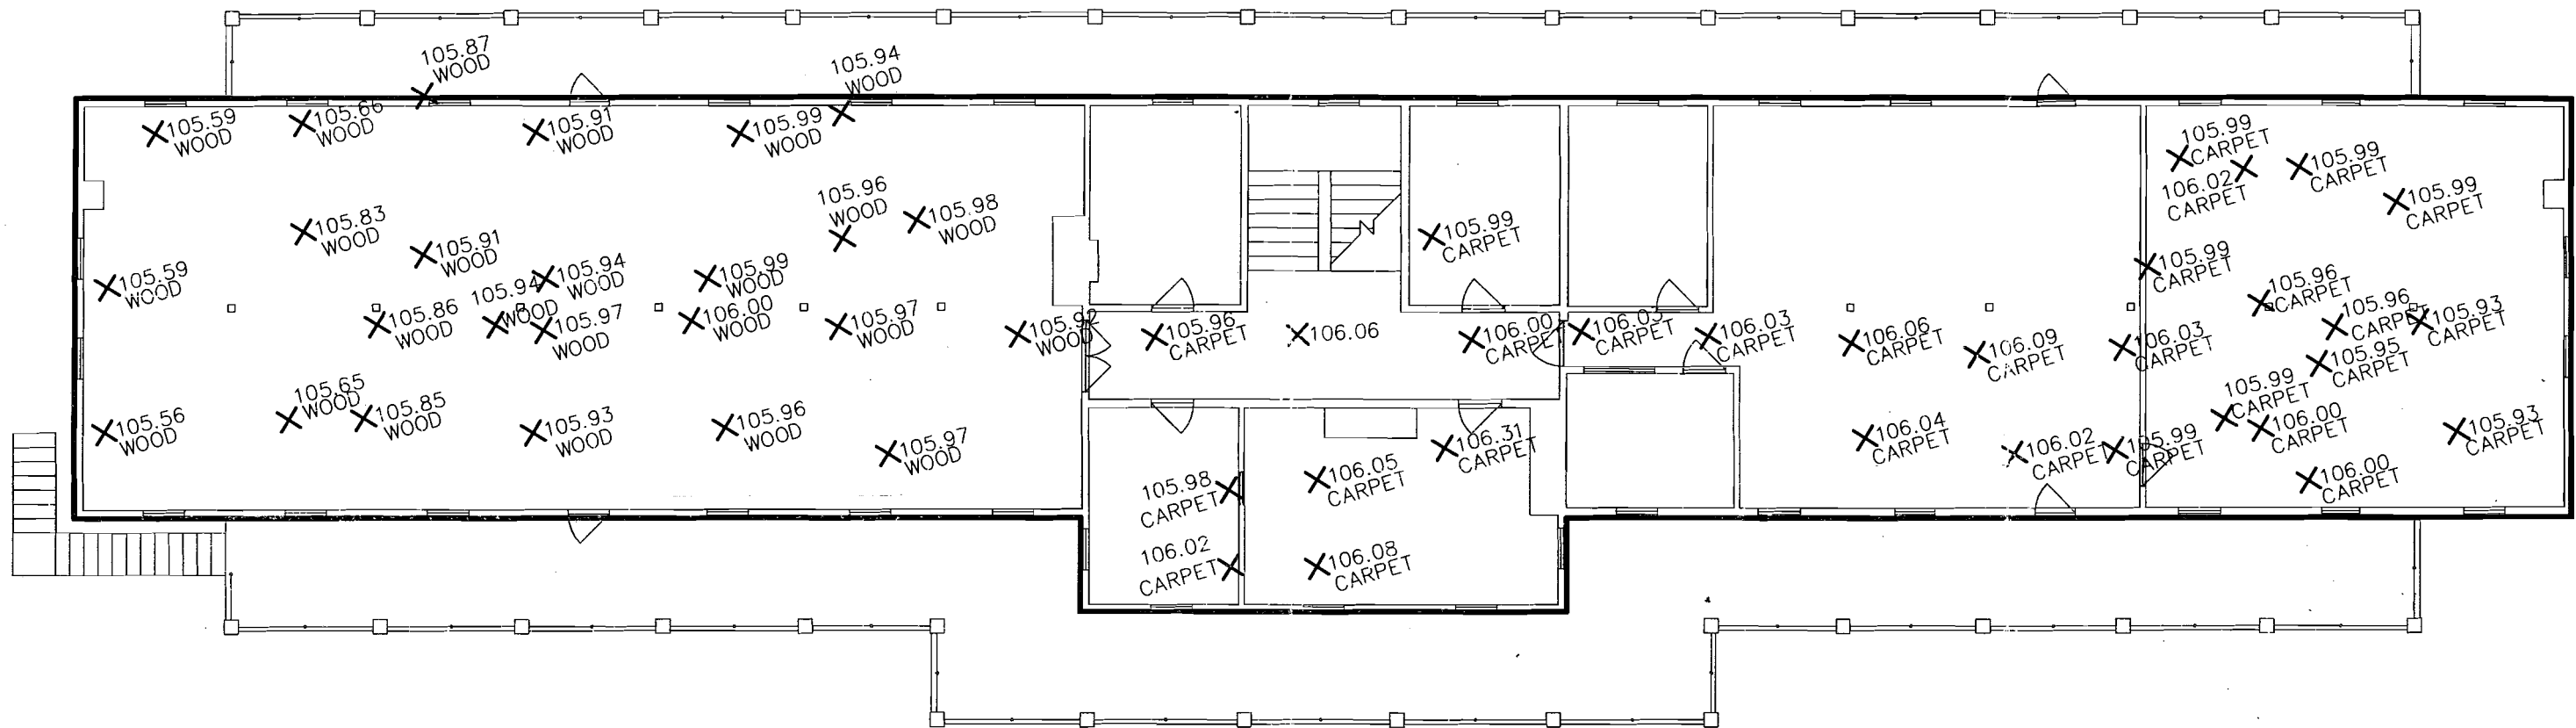 105.87
WOOD
105.94
WOOD
105.59
WOOD
105.66
WOOD
105.91
WOOD
105.99
WOOD
105.99
CARPET
105.99
CARPET
106.02
CARPET
105.99
CARPET
105.96
WOOD
105.98
WOOD
105.83
WOOD
105.91
WOOD
105.99
CARPET
105.99
CARPET
105.59
WOOD
105.94
WOOD
105.94
WOOD
105.99
WOOD
105.96
CARPET
105.96
CARPET
105.93
CARPET
105.86
WOOD
105.97
WOOD
106.00
WOOD
105.97
WOOD
105.92
WOOD
105.96
CARPET
106.06
106.00
CARPET
106.03
CARPET
106.03
CARPET
106.06
CARPET
106.09
CARPET
106.03
CARPET
105.95
CARPET
105.65
WOOD
105.85
WOOD
105.56
WOOD
105.93
WOOD
105.96
WOOD
105.97
WOOD
106.31
CARPET
106.04
CARPET
106.02
CARPET
105.99
CARPET
105.99
CARPET
106.00
CARPET
105.93
CARPET
105.98
CARPET
106.05
CARPET
106.00
CARPET
106.02
CARPET
106.08
CARPET